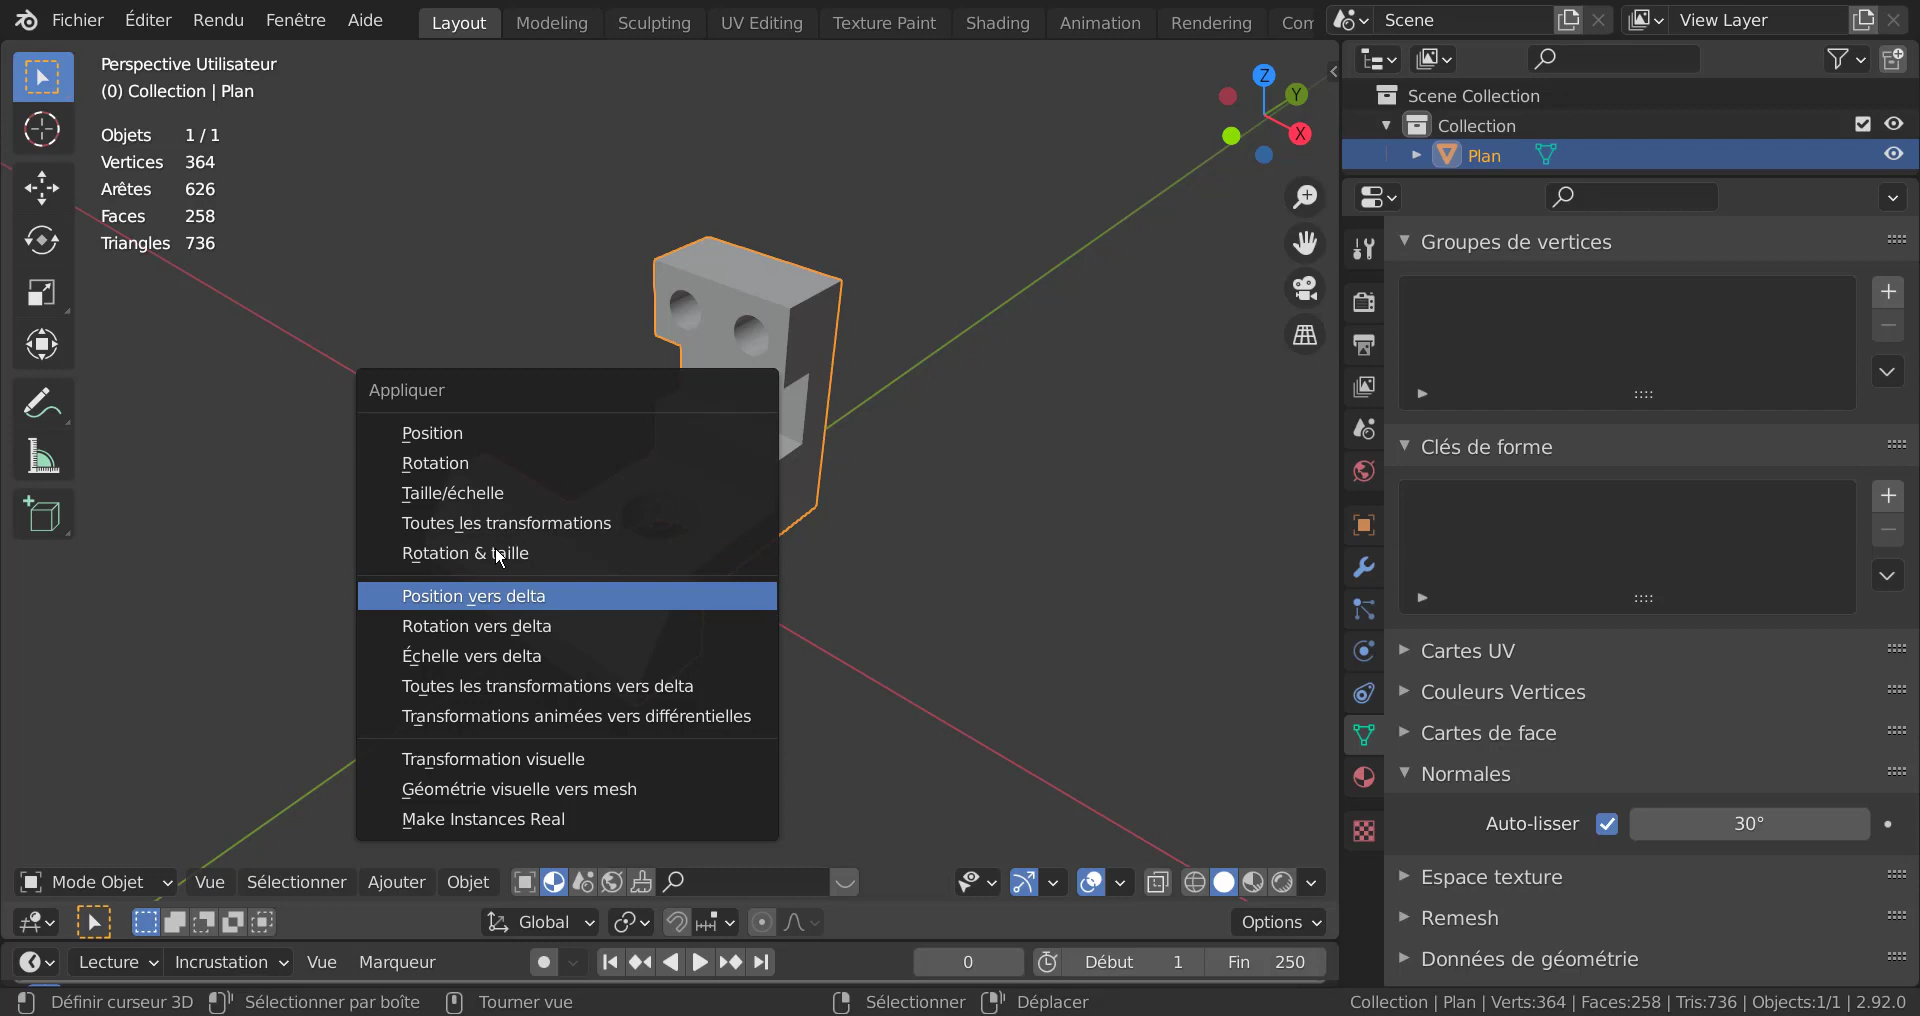 Fichier Éditer Rendu Fenêtre Aide Layout Modeling Sculpting UV Editing Texture Paint Shading Animation Rendering Com Scene View Layer
Perspective Utilisateur
(0) Collection | Plan
Objets 1 / 1
Vertices 364
Arêtes 626
Faces 258
Triangles 736
Z
Y
X
Scene Collection
Collection
Plan
Groupes de vertices
Clés de forme
Cartes UV
Couleurs Vertices
Cartes de face
Normales
Auto-lisser 30°
Espace texture
Remesh
Données de géométrie
Appliquer
Position
Rotation
Taille/échelle
Toutes les transformations
Rotation & taille
Position vers delta
Rotation vers delta
Échelle vers delta
Toutes les transformations vers delta
Transformations animées vers différentielles
Transformation visuelle
Géométrie visuelle vers mesh
Make Instances Real
Mode Objet Vue Sélectionner Ajouter Objet
Global Options
Lecture Incrustation Vue Marqueur 0 Début 1 Fin 250
Définir curseur 3D Sélectionner par boîte Tourner vue Sélectionner Déplacer Collection | Plan | Verts:364 | Faces:258 | Tris:736 | Objects:1/1 | 2.92.0